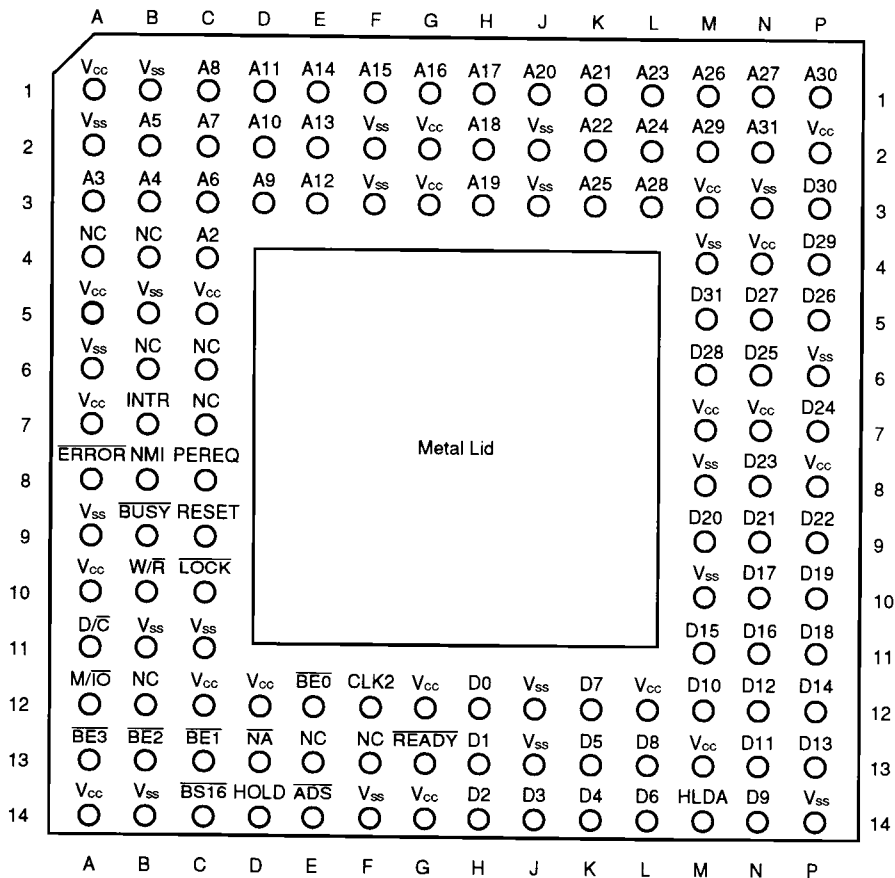 A B C D E F G H J K L M N P
Vcc Vss A8 A11 A14 A15 A16 A17 A20 A21 A23 A26 A27 A30
1 1
Vss A5 A7 A10 A13 Vss Vcc A18 Vss A22 A24 A29 A31 Vcc
2 2
A3 A4 A6 A9 A12 Vss Vcc A19 Vss A25 A28 Vcc Vss D30
3 3
NC NC A2 Vss Vcc D29
4 4
Vcc Vss Vcc D31 D27 D26
5 5
Vss NC NC D28 D25 Vss
6 6
Vcc INTR NC Vcc Vcc D24
7 7
Metal Lid
ERROR NMI PEREQ Vss D23 Vcc
8 8
Vss BUSY RESET D20 D21 D22
9 9
Vcc W/R LOCK Vss D17 D19
10 10
D/C Vss Vss D15 D16 D18
11 11
M/IO NC Vcc Vcc BE0 CLK2 Vcc D0 Vss D7 Vcc D10 D12 D14
12 12
BE3 BE2 BE1 NA NC NC READY D1 Vss D5 D8 Vcc D11 D13
13 13
Vcc Vss BS16 HOLD ADS Vss Vcc D2 D3 D4 D6 HLDA D9 Vss
14 14
A B C D E F G H J K L M N P